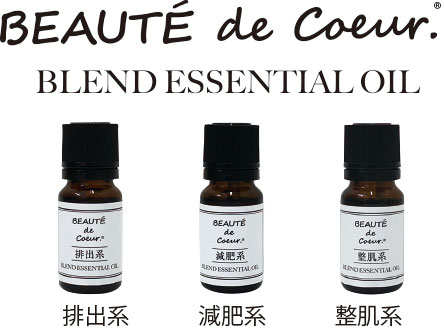 BEAUTÉ de Coeur.®
BLEND ESSENTIAL OIL
BEAUTÉ
de
Coeur.®
排出系
BLEND ESSENTIAL OIL
BEAUTÉ
de
Coeur.®
減肥系
BLEND ESSENTIAL OIL
BEAUTÉ
de
Coeur.®
整肌系
BLEND ESSENTIAL OIL
排出系
減肥系
整肌系